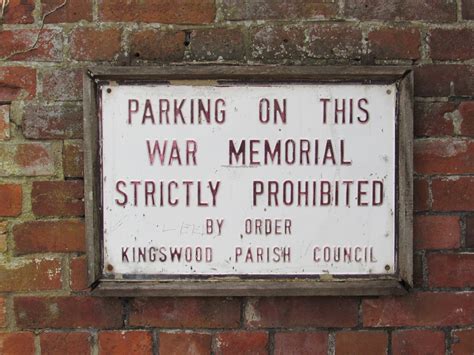 PARKING ON THIS
WAR MEMORIAL
STRICTLY PROHIBITED
BY ORDER
KINGSWOOD PARISH COUNCIL